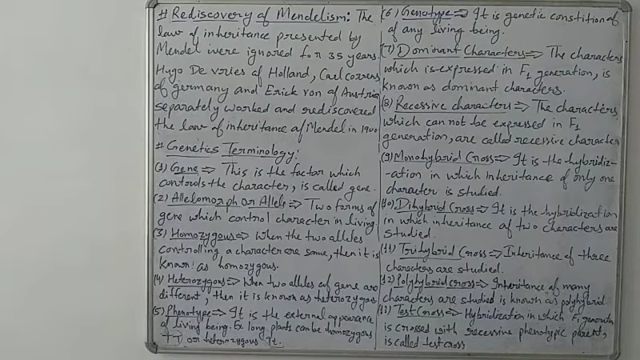 # Rediscovery of Mendelism: The
law of inheritance presented by
Mendel were ignored for 35 years.
Hugo De vories of Holland, Carl correns
of germany and Erick von of Austria
separately worked and rediscovered
the law of inheritance of Mendel in 1900
# Genetics Terminology:
(1) Gene => This is the factor which
controls the character, is called gene.
(2) Allelomorph or Allele => Two forms of
gene which control character in living
(3) Homozygous => When the two alleles
controlling a character are same, then it is
known as homozygous.
(4) Heterozygous => When two alleles of gene are
different, then it is known as heterozygous
(5) Phenotype => It is the external appearance
of living being. Ex long plants can be homozygous
TT or heterozygous Tt.
(6) Genotype => It is genetic constition of
of any living being.
(7) Dominant Characters => The characters
which is expressed in F1 generation, is
known as dominant characters.
(8) Recessive characters => The characters
which can not be expressed in F1
generation, are called recessive characters
(9) Monohybrid Cross => It is the hybridiz-
-ation in which inheritance of only one
character is studied.
(10) Dihybrid Cross => It is the hybridization
in which inheritance of two characters are
studied.
(11) Trihybrid Cross => Inheritance of three
characters are studied.
(12) Polyhybrid cross => Inheritance of many
characters are studied is known as polyhybrid
(13) Test Cross => Hybridization in which F1 generation
is crossed with recessive phenotypic parents,
is called test cross